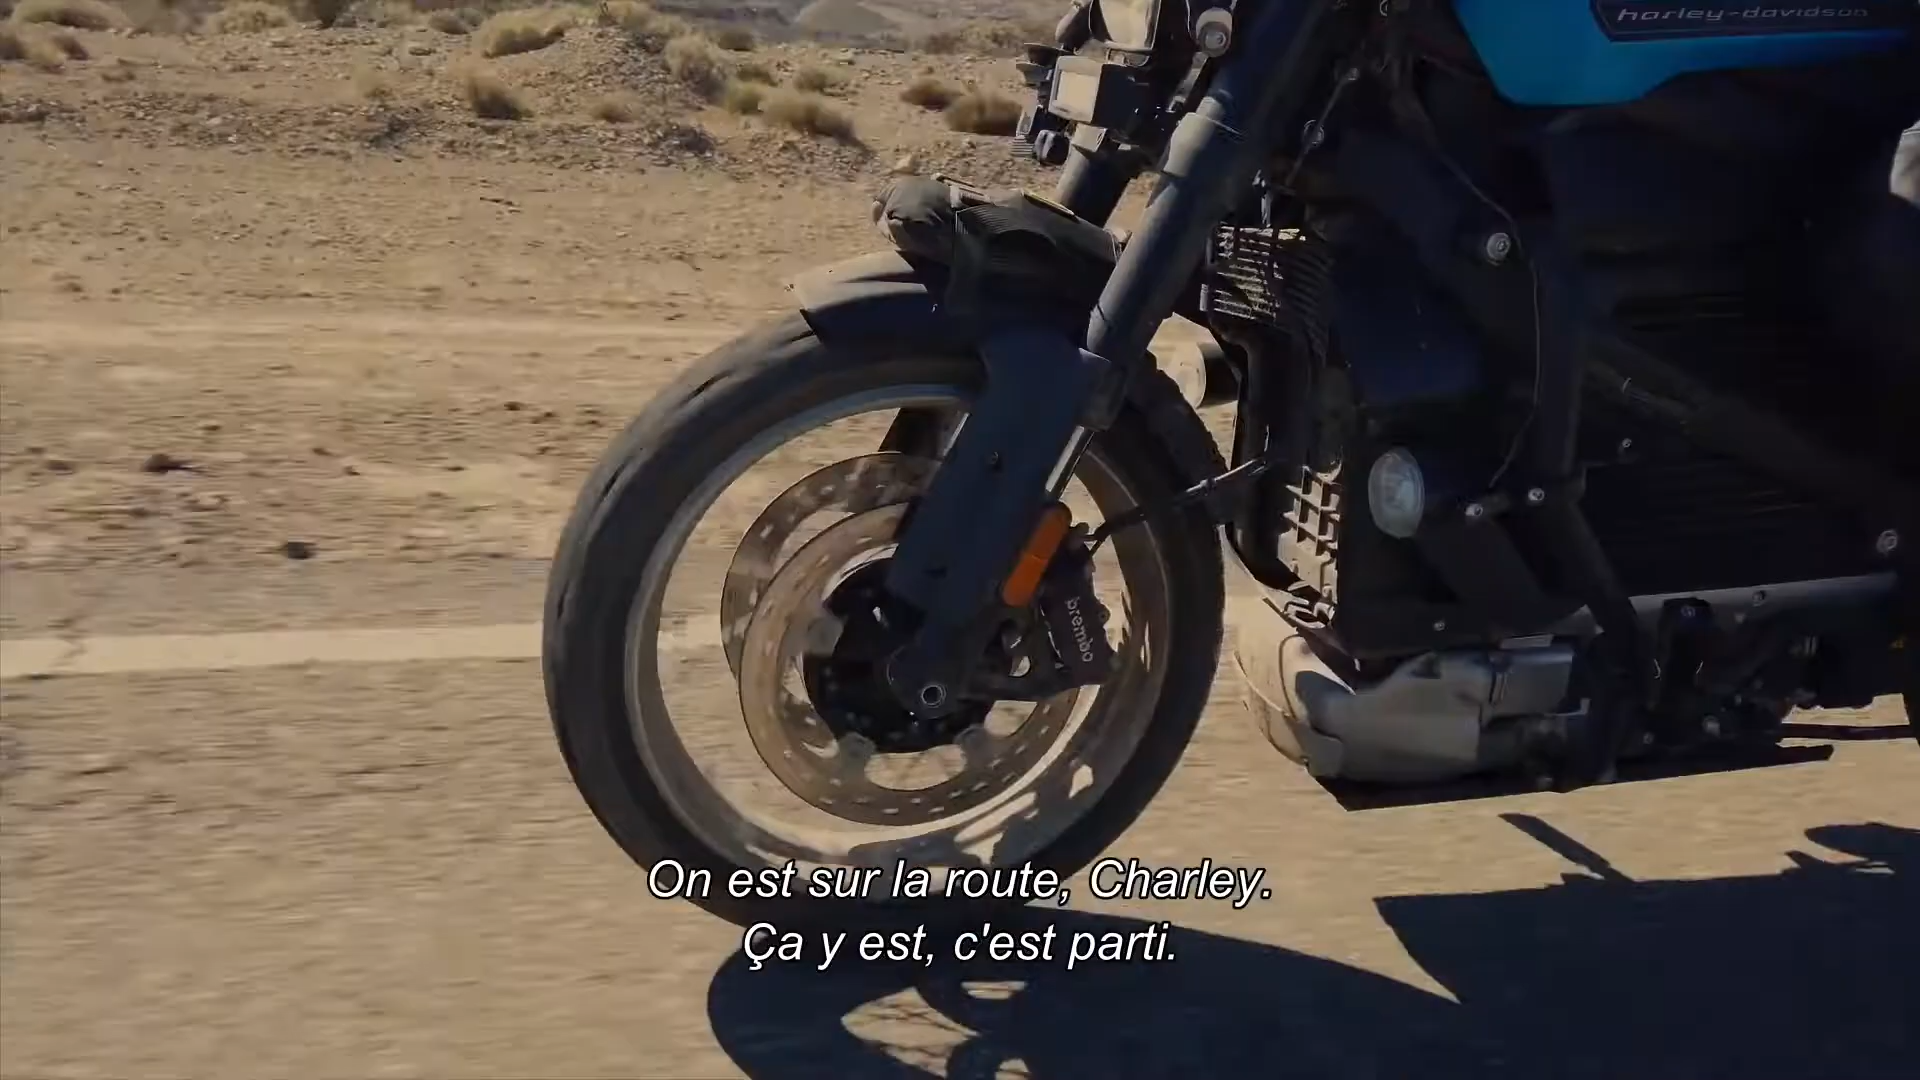 harley-davidson
brembo
On est sur la route, Charley.
Ça y est, c'est parti.